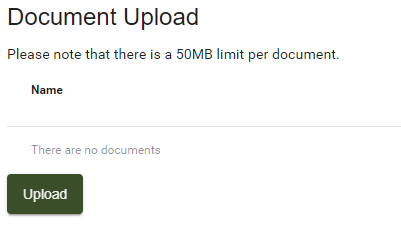 Document Upload
Please note that there is a 50MB limit per document.
Name
There are no documents
Upload